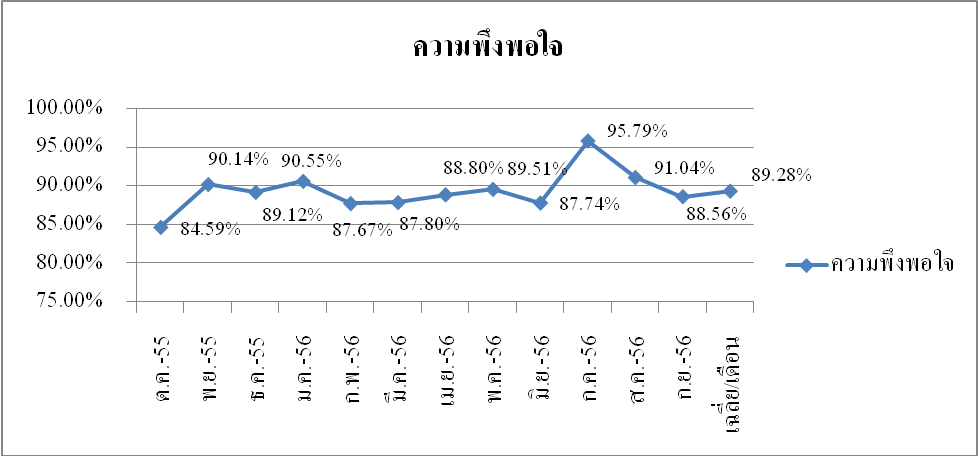 ความพึงพอใจ
100.00%
95.00%
90.00%
85.00%
80.00%
75.00%
84.59%
90.14%
89.12%
90.55%
87.67%
87.80%
88.80%
89.51%
87.74%
95.79%
91.04%
88.56%
89.28%
ต.ค.-55
พ.ย.-55
ธ.ค.-55
ม.ค.-56
ก.พ.-56
มี.ค.-56
เม.ย.-56
พ.ค.-56
มิ.ย.-56
ก.ค.-56
ส.ค.-56
ก.ย.-56
เฉลี่ย/เดือน
ความพึงพอใจ